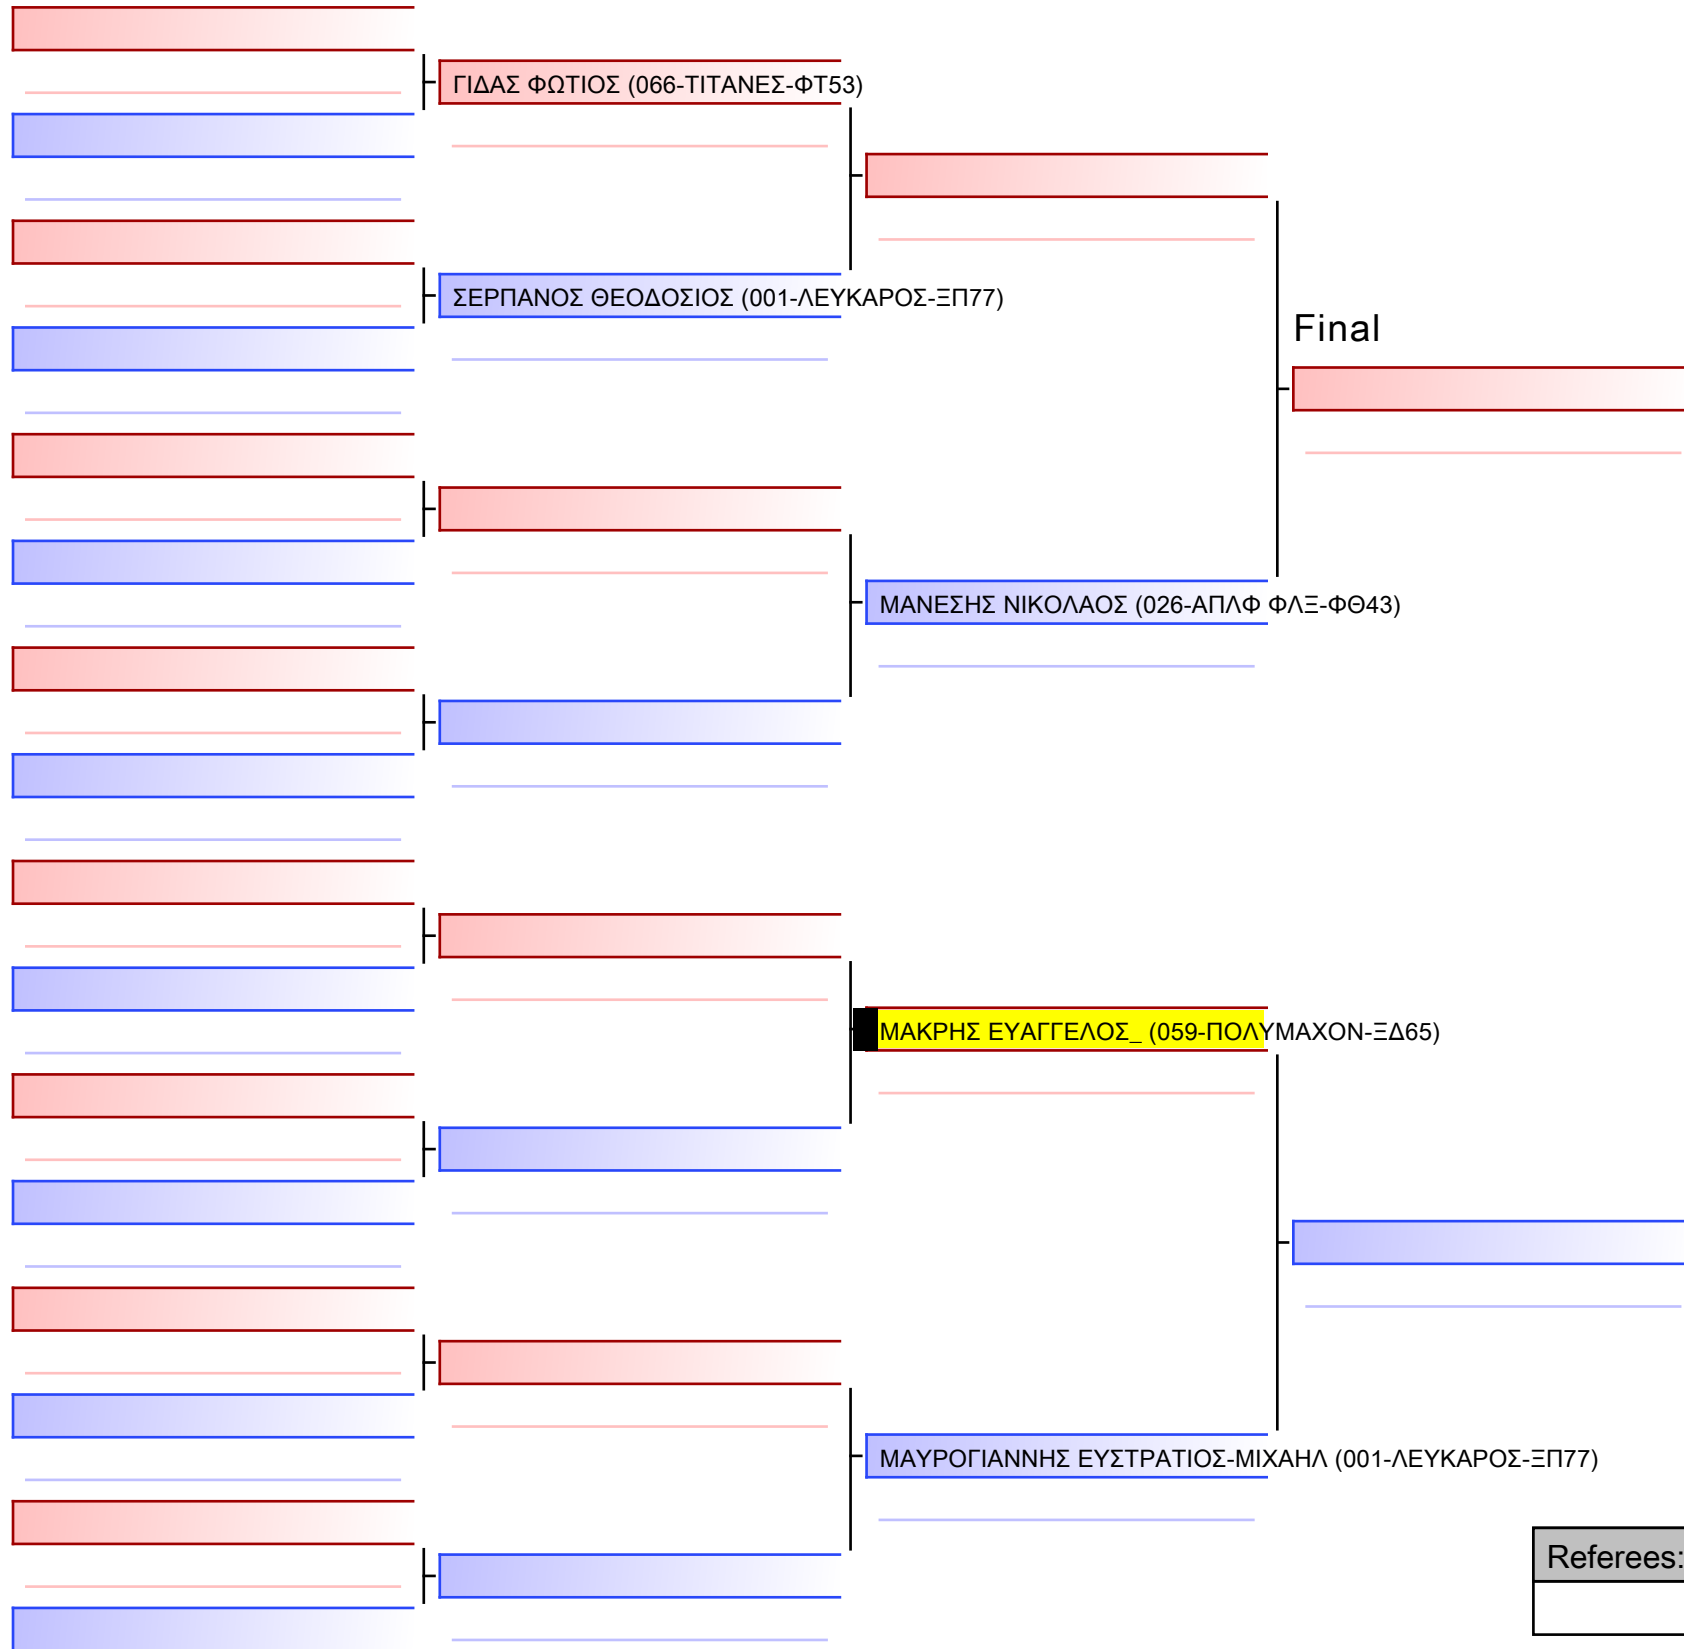 ΓΙΔΑΣ ΦΩΤΙΟΣ (066-ΤΙΤΑΝΕΣ-ΦΤ53)
ΣΕΡΠΑΝΟΣ ΘΕΟΔΟΣΙΟΣ (001-ΛΕΥΚΑΡΟΣ-ΞΠ77)
Final
ΜΑΝΕΣΗΣ ΝΙΚΟΛΑΟΣ (026-ΑΠΛΦ ΦΛΞ-ΦΘ43)
ΜΑΚΡΗΣ ΕΥΑΓΓΕΛΟΣ_ (059-ΠΟΛΥΜΑΧΟΝ-ΞΔ65)
ΜΑΥΡΟΓΙΑΝΝΗΣ ΕΥΣΤΡΑΤΙΟΣ-ΜΙΧΑΗΛ (001-ΛΕΥΚΑΡΟΣ-ΞΠ77)
Referees: